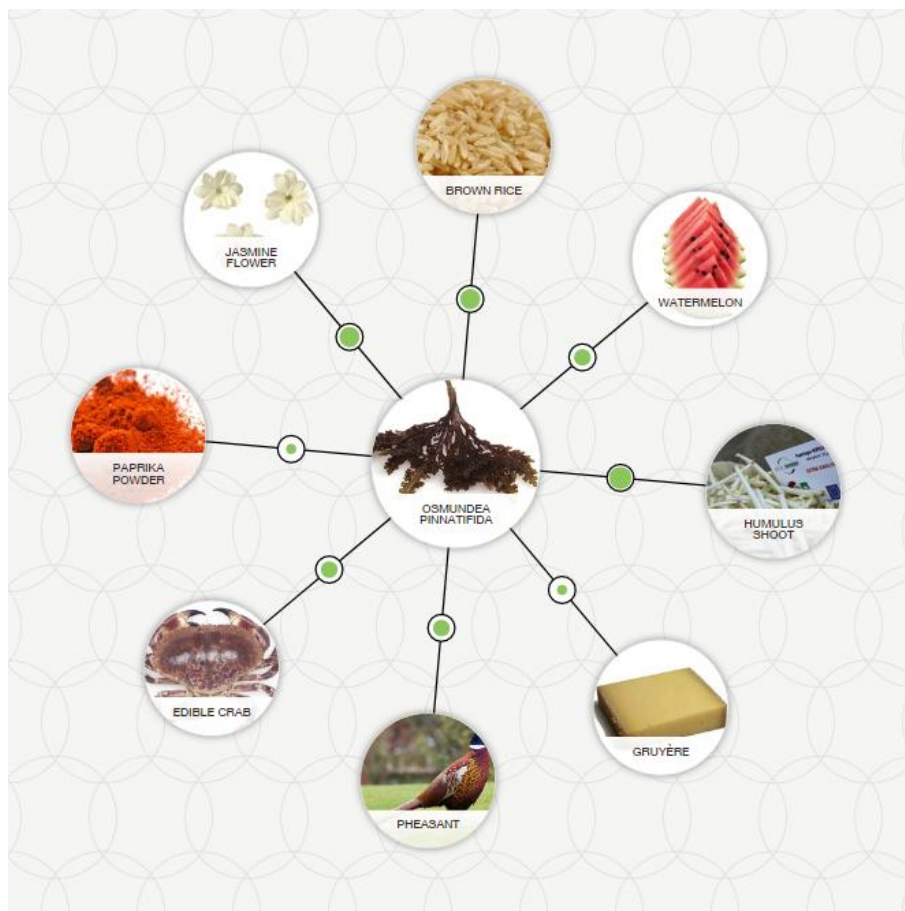 BROWN RICE
JASMINE
FLOWER
WATERMELON
PAPRIKA
POWDER
OSMUNDEA
PINNATIFIDA
HUMULUS
SHOOT
EDIBLE CRAB
GRUYÈRE
PHEASANT